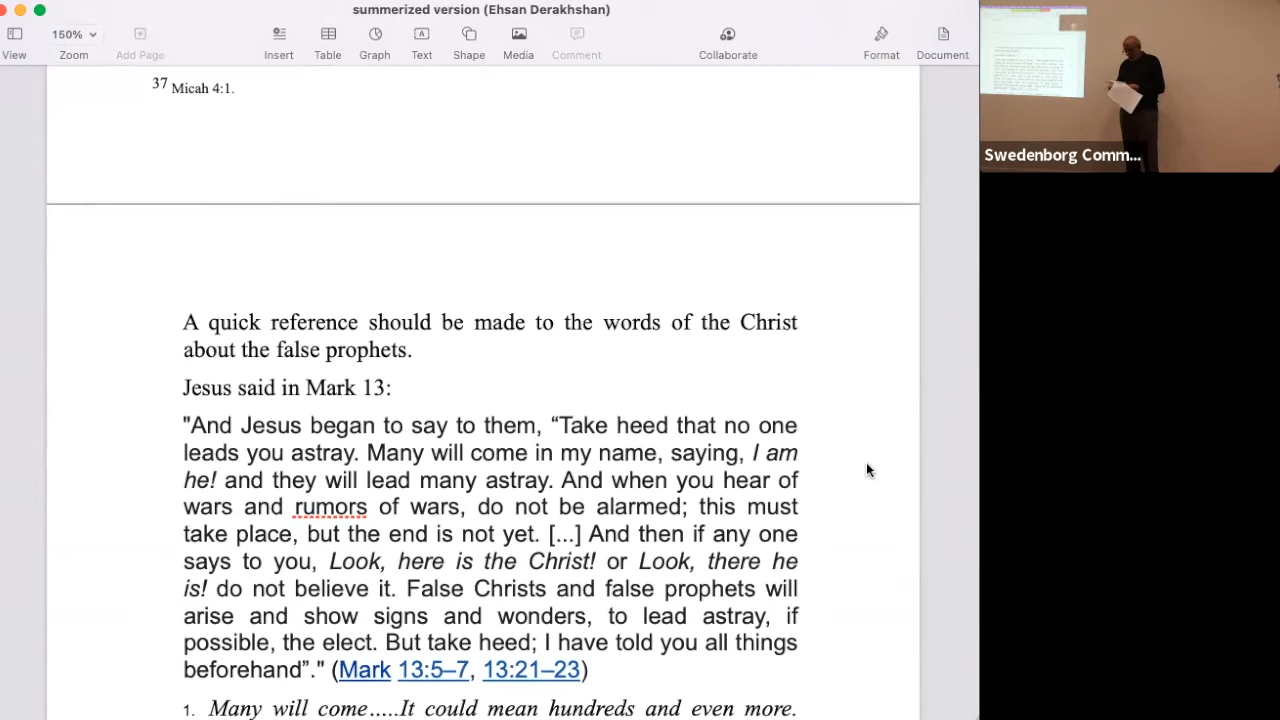 summerized version (Ehsan Derakhshan)
150%
View
Zoom
Add Page
Insert
Table
Graph
Text
Shape
Media
Comment
Collaborate
Format
Document
37 Micah 4:1.
A quick reference should be made to the words of the Christ
about the false prophets.
Jesus said in Mark 13:
"And Jesus began to say to them, “Take heed that no one
leads you astray. Many will come in my name, saying, I am
he! and they will lead many astray. And when you hear of
wars and rumors of wars, do not be alarmed; this must
take place, but the end is not yet. [...] And then if any one
says to you, Look, here is the Christ! or Look, there he
is! do not believe it. False Christs and false prophets will
arise and show signs and wonders, to lead astray, if
possible, the elect. But take heed; I have told you all things
beforehand”." (Mark 13:5–7, 13:21–23)
1. Many will come.....It could mean hundreds and even more.
Swedenborg Comm...